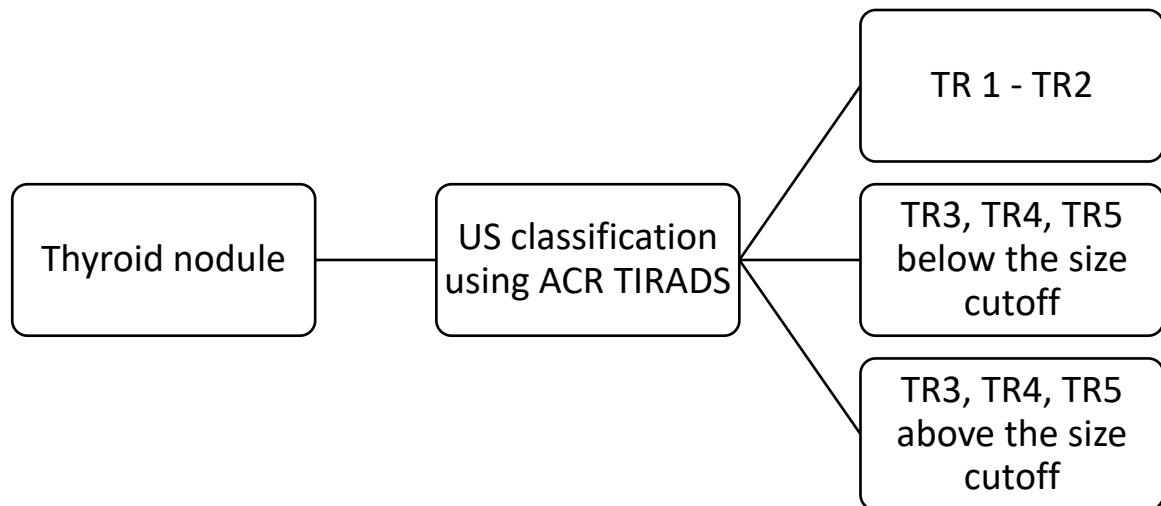 Thyroid nodule
US classification
using ACR TIRADS
TR 1 - TR2
TR3, TR4, TR5
below the size
cutoff
TR3, TR4, TR5
above the size
cutoff